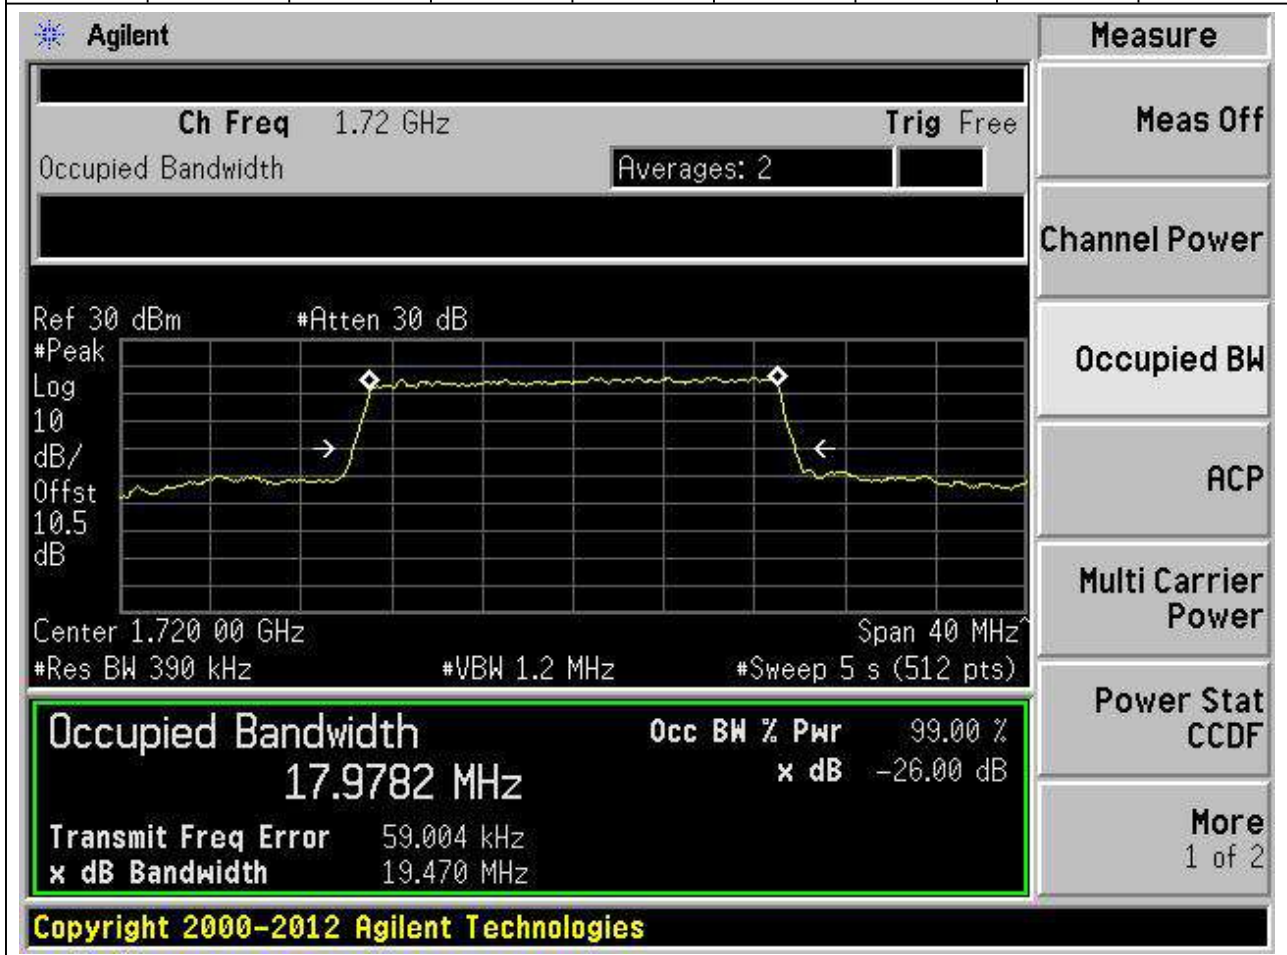 Agilent
Measure
Ch Freq 1.72 GHz Trig Free
Occupied Bandwidth Averages: 2
Meas Off
Channel Power
Occupied BW
ACP
Multi Carrier
Power
Power Stat
CCDF
More
1 of 2
Ref 30 dBm #Atten 30 dB
#Peak
Log
10
dB/
Offst
10.5
dB
Center 1.720 00 GHz Span 40 MHz^
#Res BW 390 kHz #VBW 1.2 MHz #Sweep 5 s (512 pts)
Occupied Bandwidth Occ BW % Pwr 99.00 %
17.9782 MHz x dB -26.00 dB
Transmit Freq Error 59.004 kHz
x dB Bandwidth 19.470 MHz
Copyright 2000-2012 Agilent Technologies